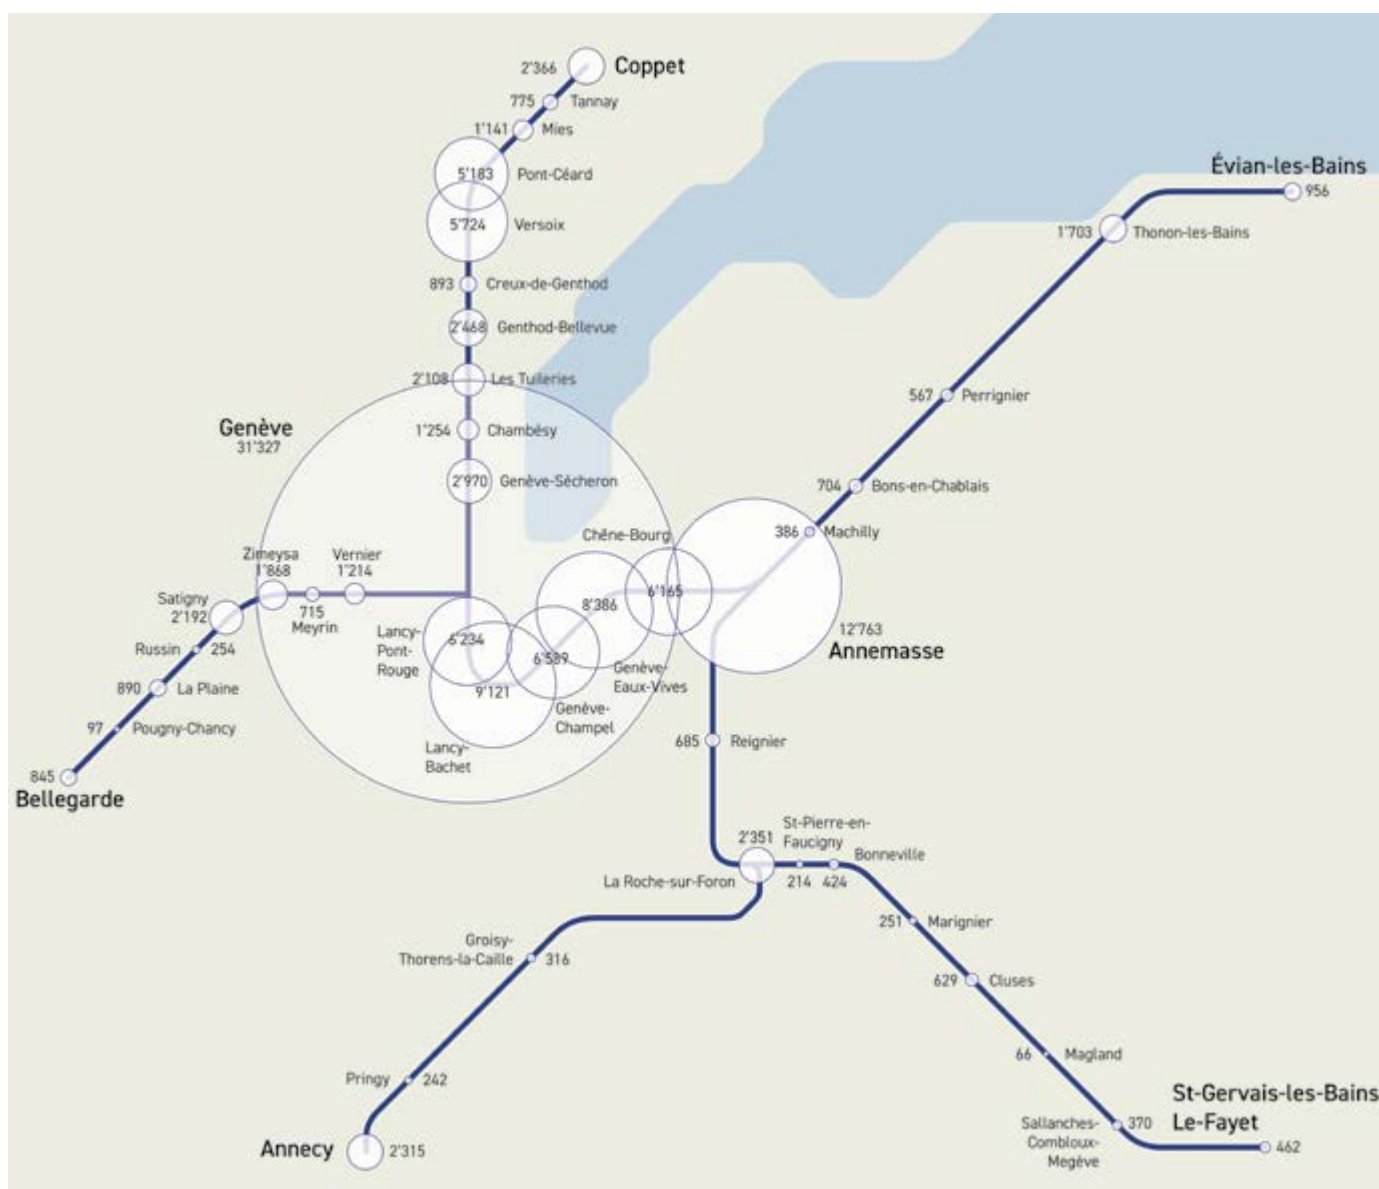 2'366
Coppet
775
Tannay
1'141
Mies
5'183
Pont-Céard
Évian-les-Bains
956
5'724
Versoix
1'703
Thonon-les-Bains
893
Creux-de-Genthod
2'468
Genthod-Bellevue
2'108
Les Tuileries
567
Perrignier
Genève
31'327
1'254
Chambésy
2'970
Genève-Sécheron
704
Bons-en-Chablais
Chêne-Bourg
386
Machilly
Zimeysa
1'868
Vernier
1'214
Satigny
2'192
715
Meyrin
6'165
8'386
Lancy-
Pont-
Rouge
6'234
12'763
Annemasse
Russin
254
6'589
Genève-
Eaux-Vives
890
La Plaine
9'121
Genève-
Champel
97
Pougny-Chancy
Lancy-
Bachet
685
Reignier
845
Bellegarde
2'351
St-Pierre-en-
Faucigny
Bonneville
La Roche-sur-Foron
214
424
251
Marignier
Groisy-
Thorens-la-Caille
316
629
Cluses
66
Magland
Pringy
242
St-Gervais-les-Bains
Le-Fayet
Sallanches-
Combloux-
Megève
370
462
Annecy
2'315